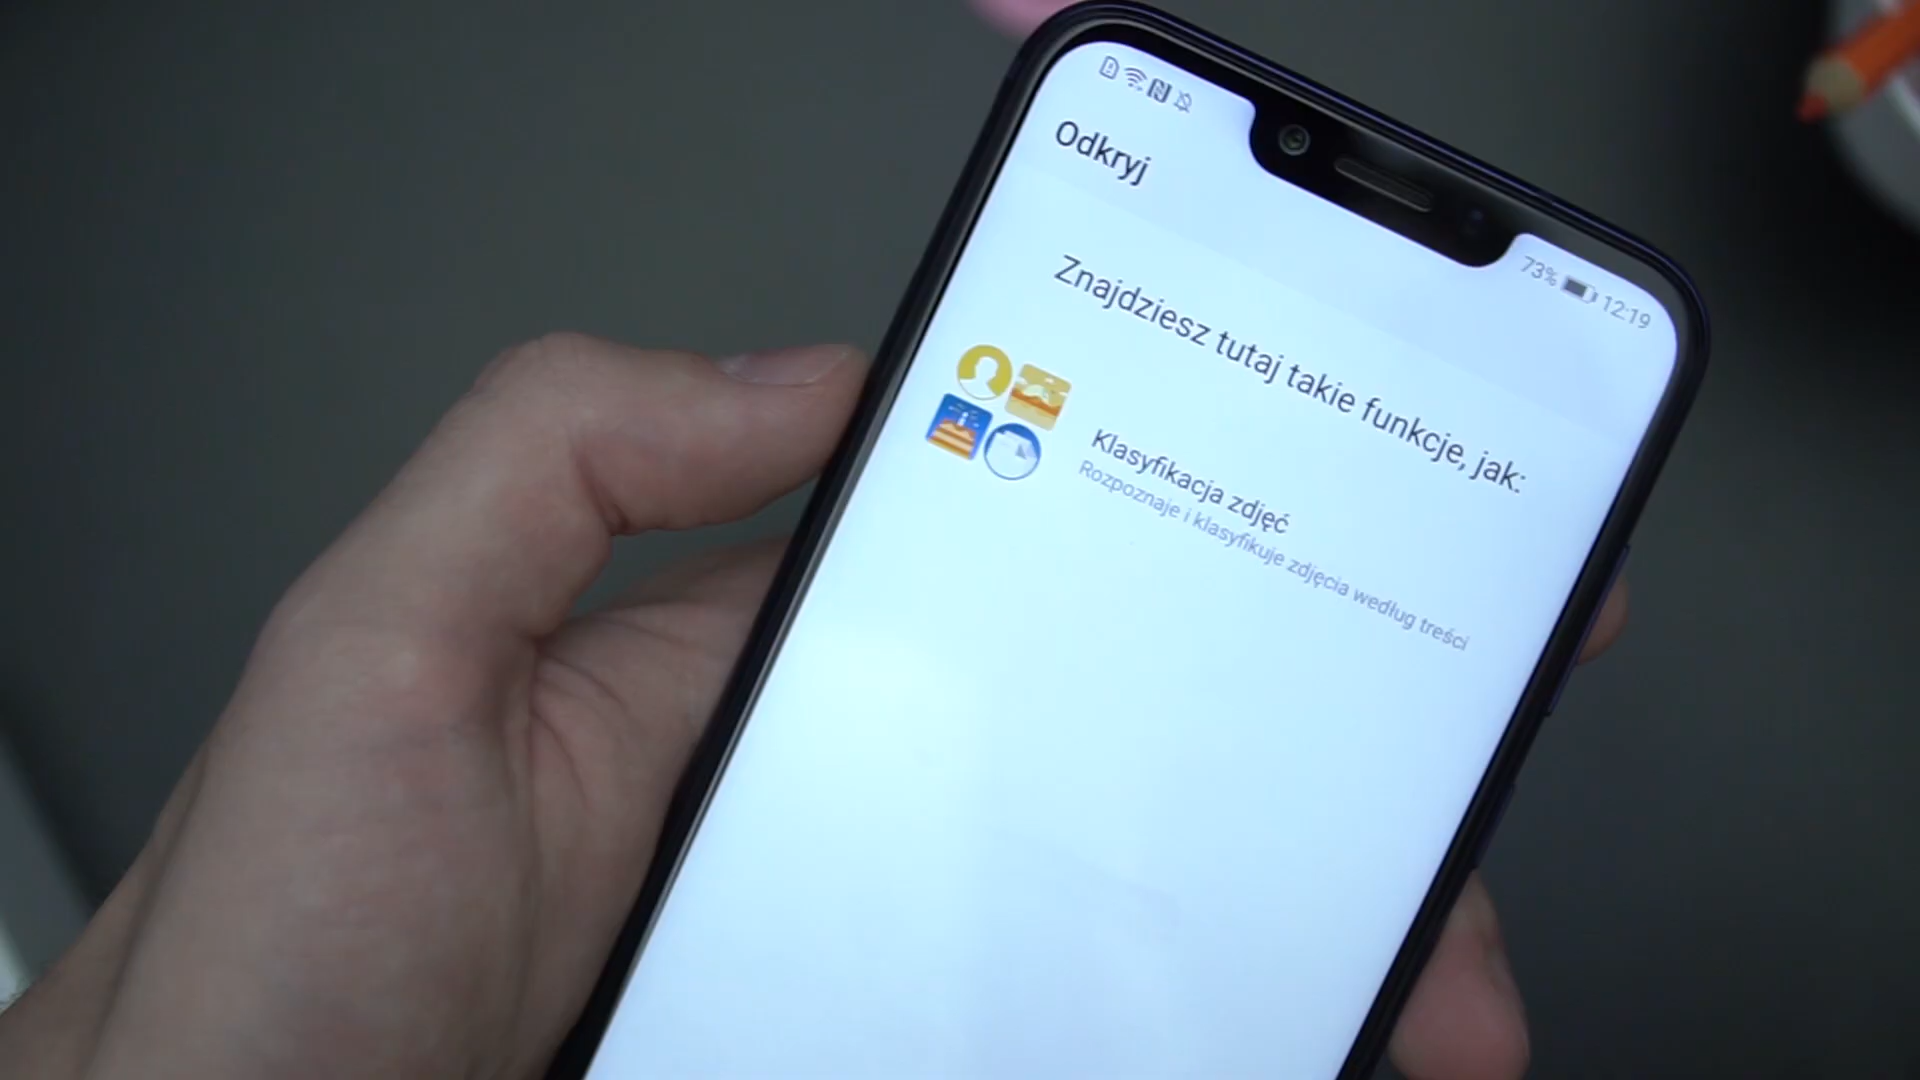 73% 12:19
Odkryj
Znajdziesz tutaj takie funkcje, jak:
Klasyfikacja zdjęć
Rozpoznaje i klasyfikuje zdjęcia według treści